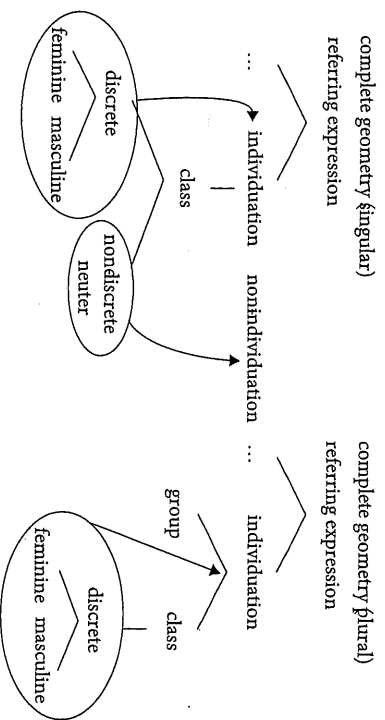 complete geometry (singular)
referring expression
... individuation nonindividuation
class
discrete
feminine masculine
nondiscrete
neuter
complete geometry (plural)
referring expression
... individuation
group class
discrete
feminine masculine